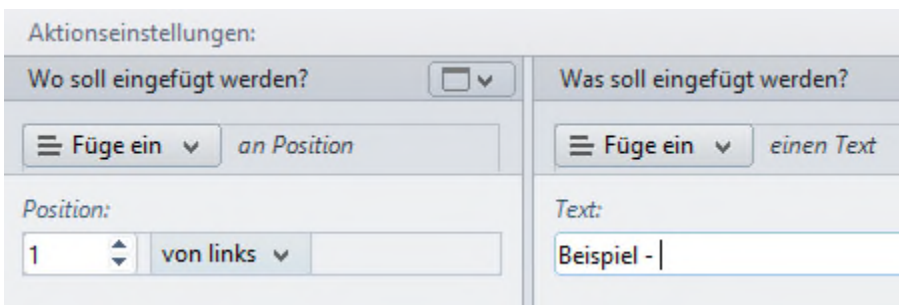 Aktionseinstellungen:
Wo soll eingefügt werden?
Was soll eingefügt werden?
Füge ein an Position
Füge ein einen Text
Position:
Text:
1 von links
Beispiel -